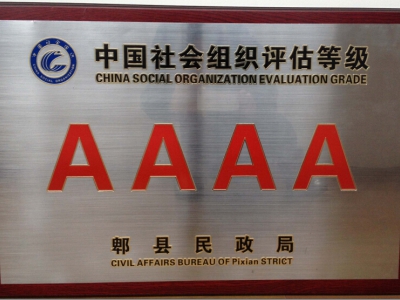 中国社会组织评估等级
CHINA SOCIAL ORGANIZATION EVALUATION GRADE
AAAA
郫县民政局
CIVIL AFFAIRS BUREAU OF Pixian STRICT